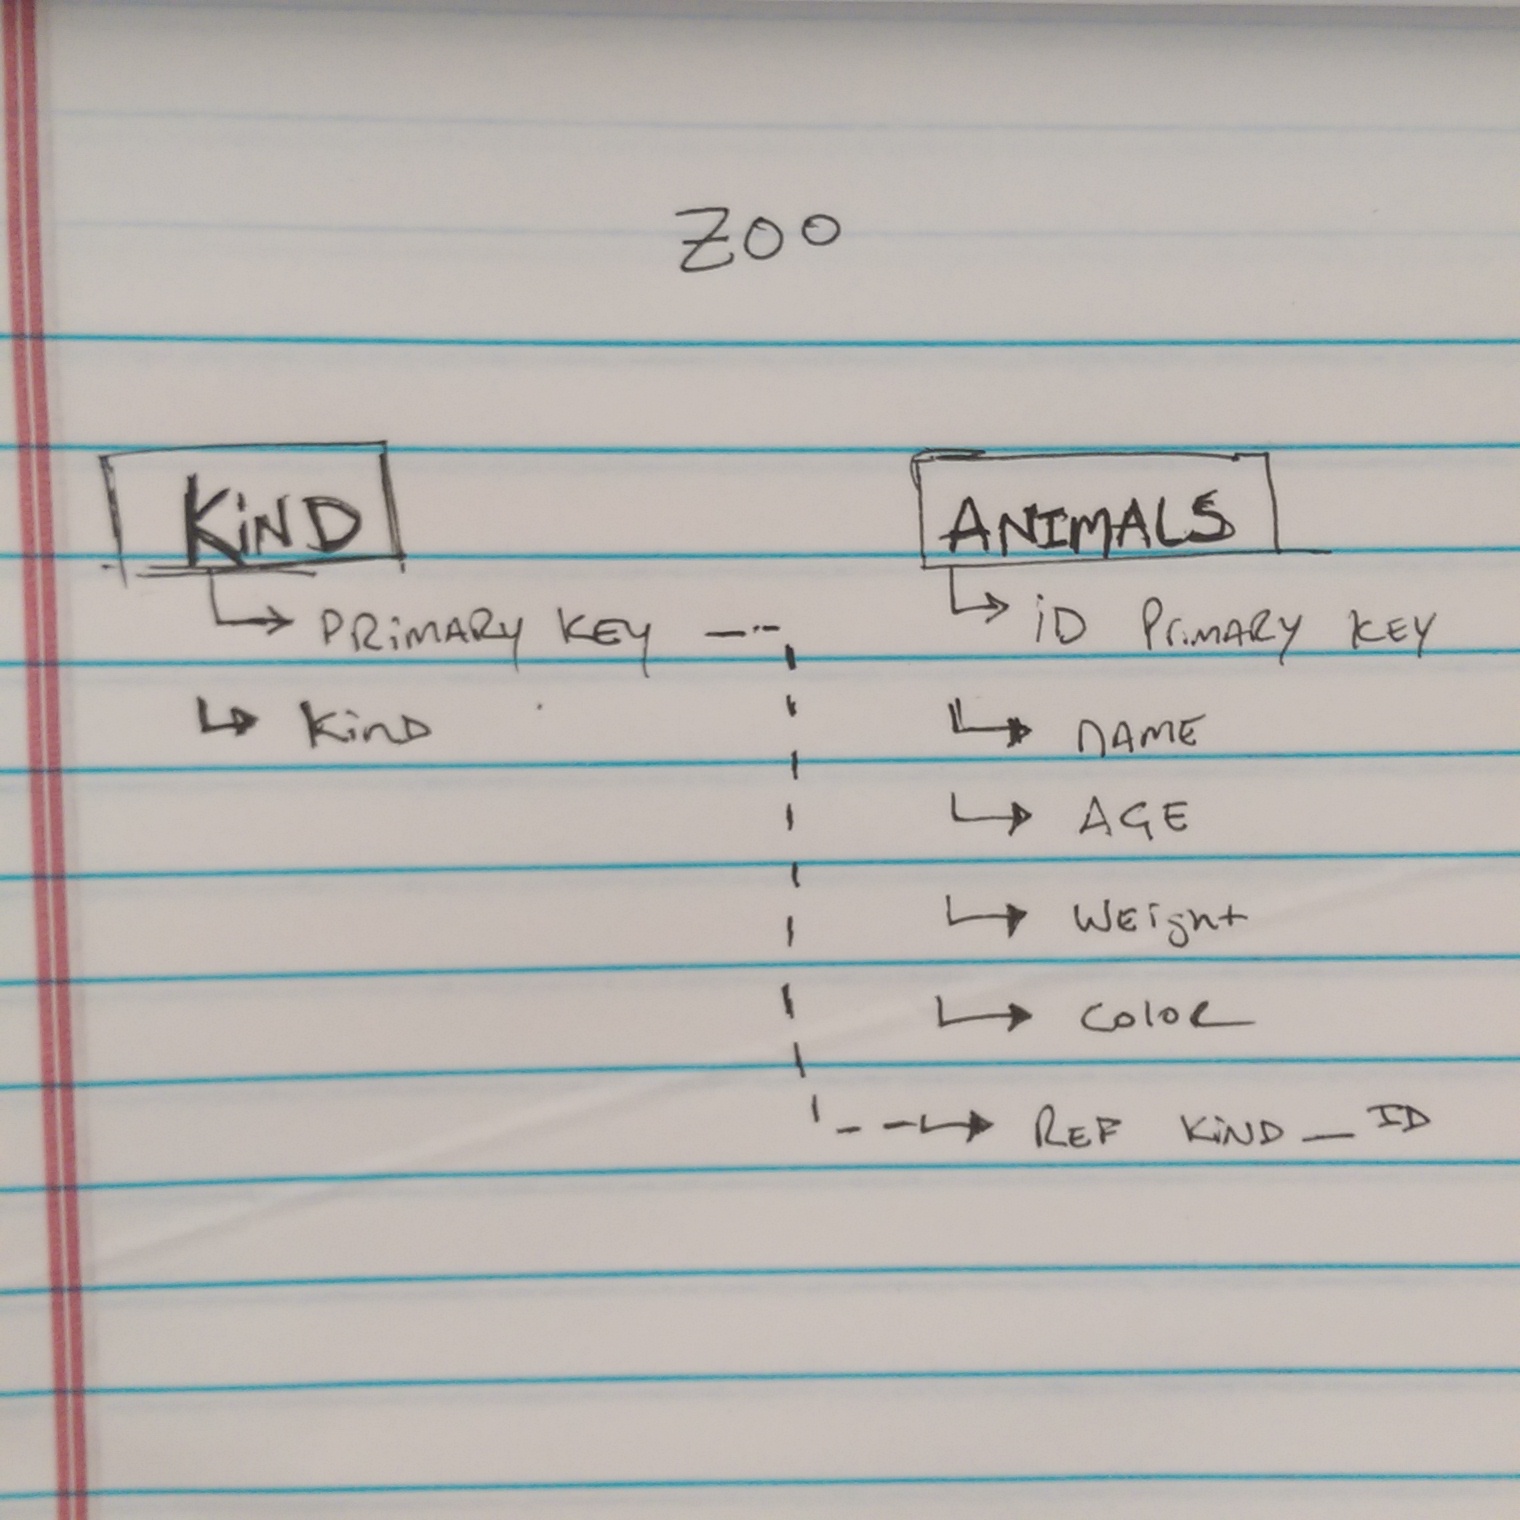 ZOO
KiND
PRiMARY KEY
Kind
ANIMALS
iD PRiMARY KEY
NAME
AGE
Weight
Color
REF KiND_ID